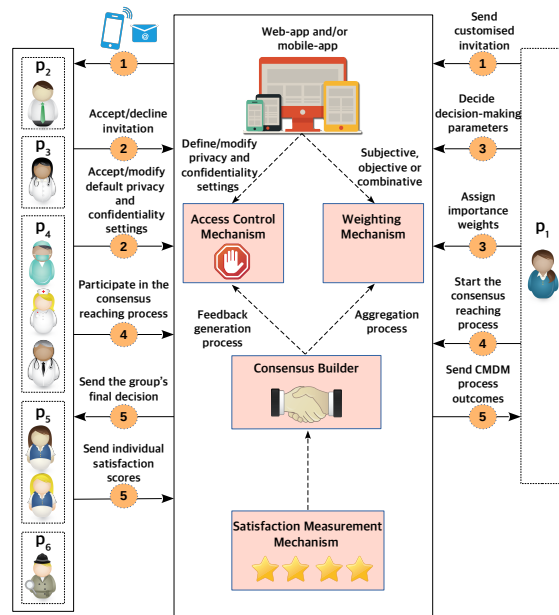 p2
p3
p4
p5
p6
1
Accept/decline
invitation
2
Accept/modify
default privacy
and
confidentiality
settings
2
Participate in the
consensus
reaching process
4
Send the group's
final decision
5
Send individual
satisfaction
scores
5
Web-app and/or
mobile-app
Define/modify
privacy and
confidentiality
settings
Subjective,
objective or
combinative
Access Control
Mechanism
Weighting
Mechanism
Feedback
generation
process
Aggregation
process
Consensus Builder
Satisfaction Measurement
Mechanism
Send
customised
invitation
1
Decide
decision-making
parameters
3
Assign
importance
weights
3
Start the
consensus
reaching
process
4
Send CMDM
process
outcomes
5
p1